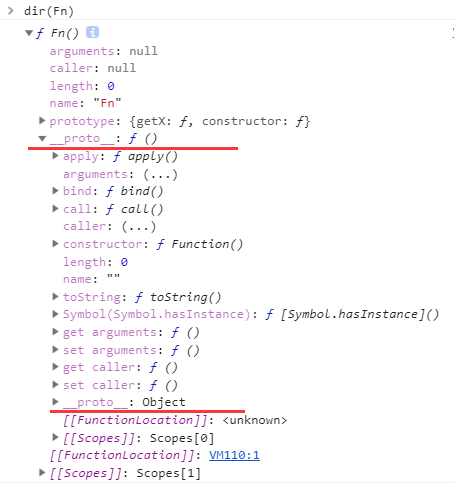 > dir(Fn)
▼ƒ Fn() i
arguments: null
caller: null
length: 0
name: "Fn"
▶prototype: {getX: ƒ, constructor: ƒ}
▼__proto__: ƒ ()
▶apply: ƒ apply()
arguments: (...)
▶bind: ƒ bind()
▶call: ƒ call()
caller: (...)
▶constructor: ƒ Function()
length: 0
name: ""
▶toString: ƒ toString()
▶Symbol(Symbol.hasInstance): ƒ [Symbol.hasInstance]()
▶get arguments: ƒ ()
▶set arguments: ƒ ()
▶get caller: ƒ ()
▶set caller: ƒ ()
▶__proto__: Object
[[FunctionLocation]]: <unknown>
▶[[Scopes]]: Scopes[0]
[[FunctionLocation]]: VM110:1
▶[[Scopes]]: Scopes[1]